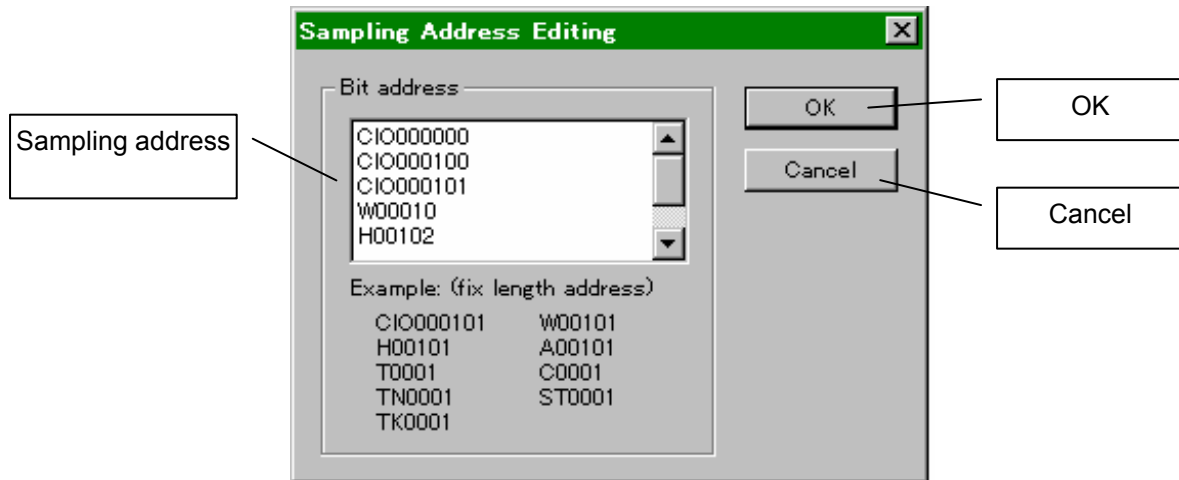 Sampling Address Editing
Bit address
CIO000000
CIO000100
CIO000101
W00010
H00102
Example: (fix length address)
CIO000101 W00101
H00101 A00101
T0001 C0001
TN0001 ST0001
TK0001
OK
Cancel
Sampling address
OK
Cancel